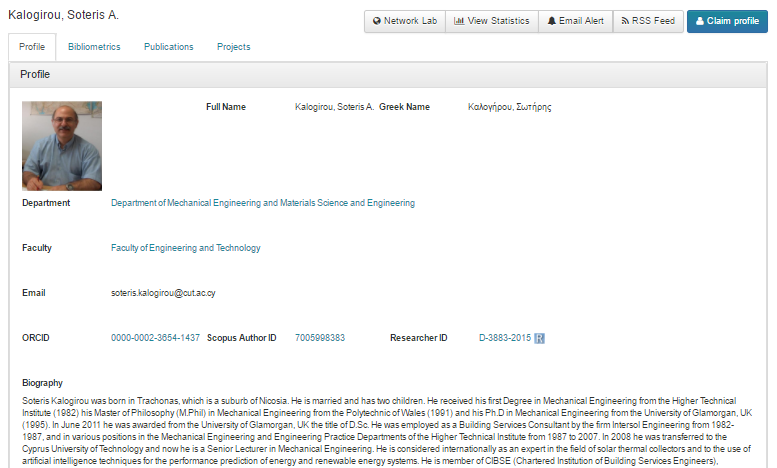 Kalogirou, Soteris A.
Network Lab View Statistics Email Alert RSS Feed Claim profile
Profile Bibliometrics Publications Projects
Profile
Full Name Kalogirou, Soteris A. Greek Name Καλογήρου, Σωτήρης
Department Department of Mechanical Engineering and Materials Science and Engineering
Faculty Faculty of Engineering and Technology
Email soteris.kalogirou@cut.ac.cy
ORCID 0000-0002-3654-1437 Scopus Author ID 7005998383 Researcher ID D-3883-2015 R
Biography
Soteris Kalogirou was born in Trachonas, which is a suburb of Nicosia. He is married and has two children. He received his first Degree in Mechanical Engineering from the Higher Technical
Institute (1982) his Master of Philosophy (M.Phil) in Mechanical Engineering from the Polytechnic of Wales (1991) and his Ph.D in Mechanical Engineering from the University of Glamorgan, UK
(1995). In June 2011 he was awarded from the University of Glamorgan, UK the title of D.Sc. He was employed as a Building Services Consultant by the firm Intersol Engineering from 1982-
1987, and in various positions in the Mechanical Engineering and Engineering Practice Departments of the Higher Technical Institute from 1987 to 2007. In 2008 he was transferred to the
Cyprus University of Technology and now he is a Senior Lecturer in Mechanical Engineering. He is considered internationally as an expert in the field of solar thermal collectors and to the use of
artificial intelligence techniques for the performance prediction of energy and renewable energy systems. He is member of CIBSE (Chartered Institution of Building Services Engineers),